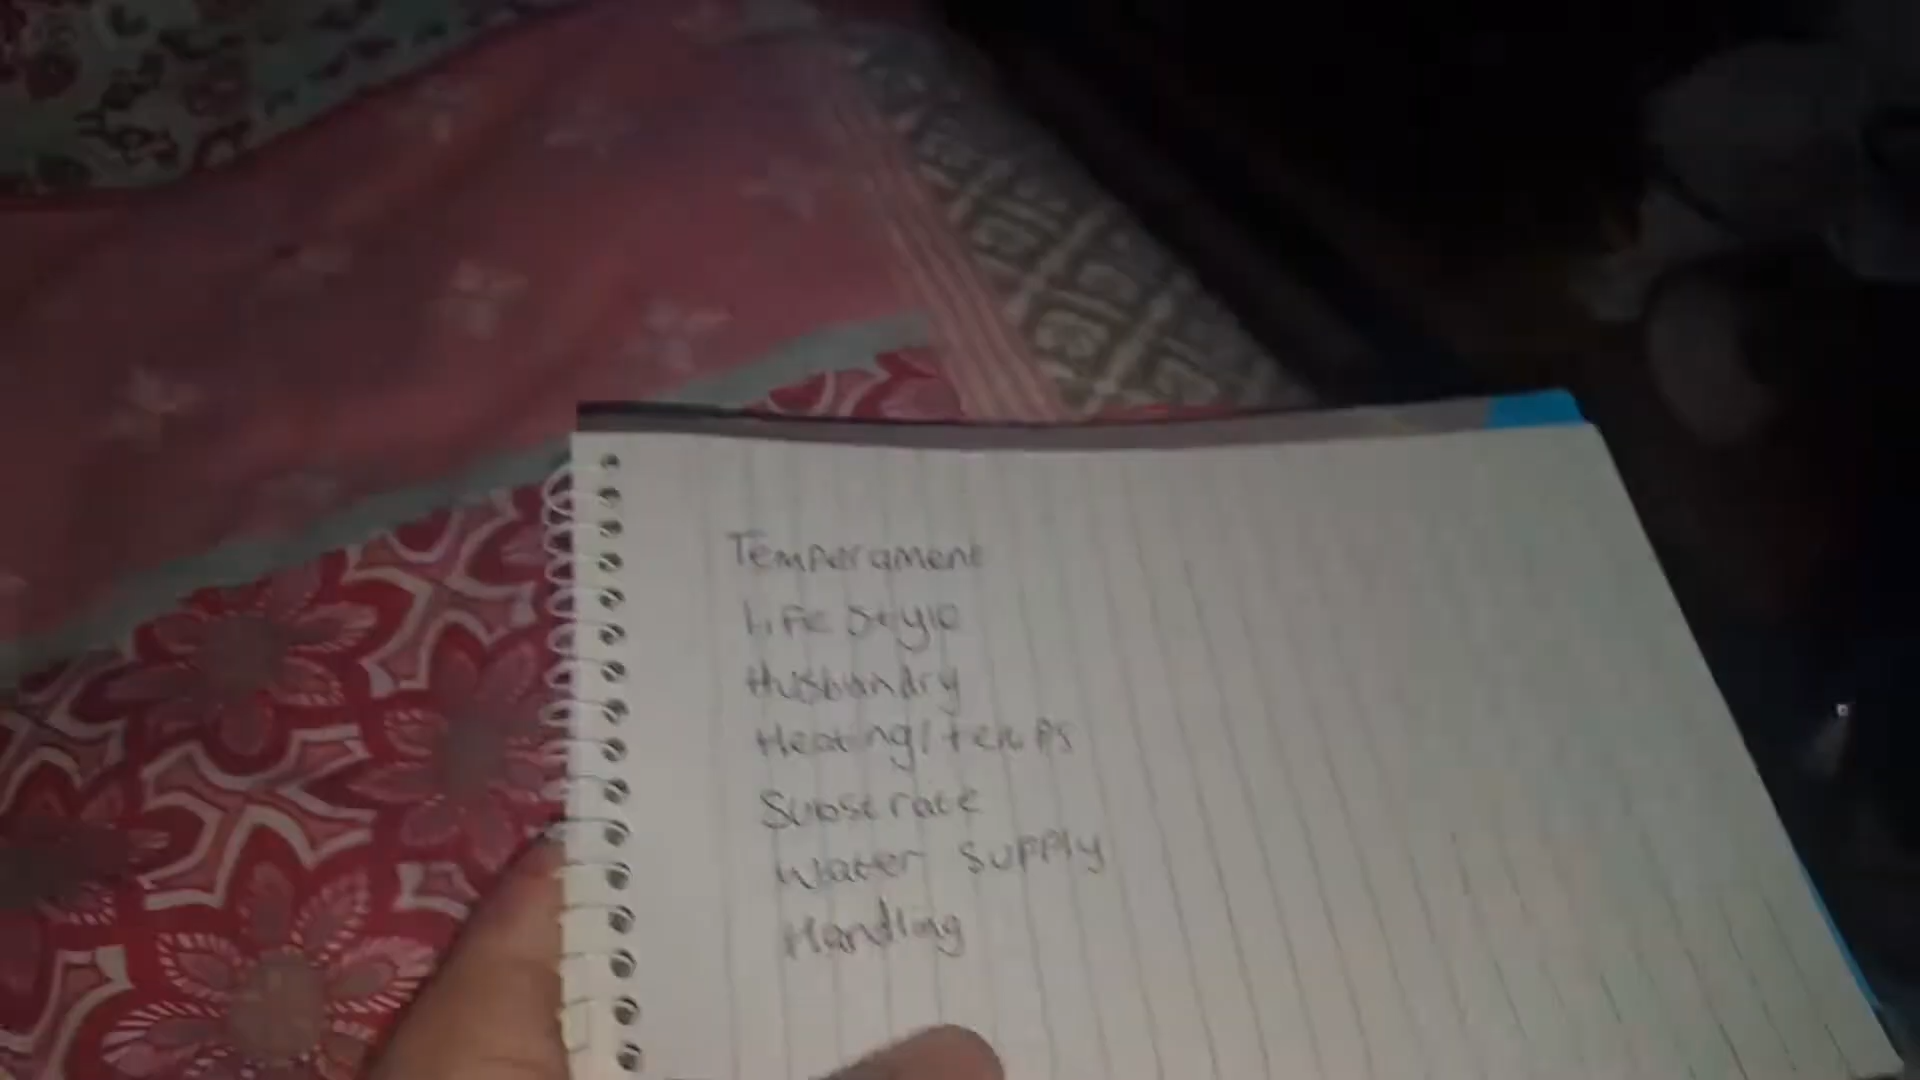 Temperament
Life Style
Husbandry
Heating/temps
Substrate
Water Supply
Handling